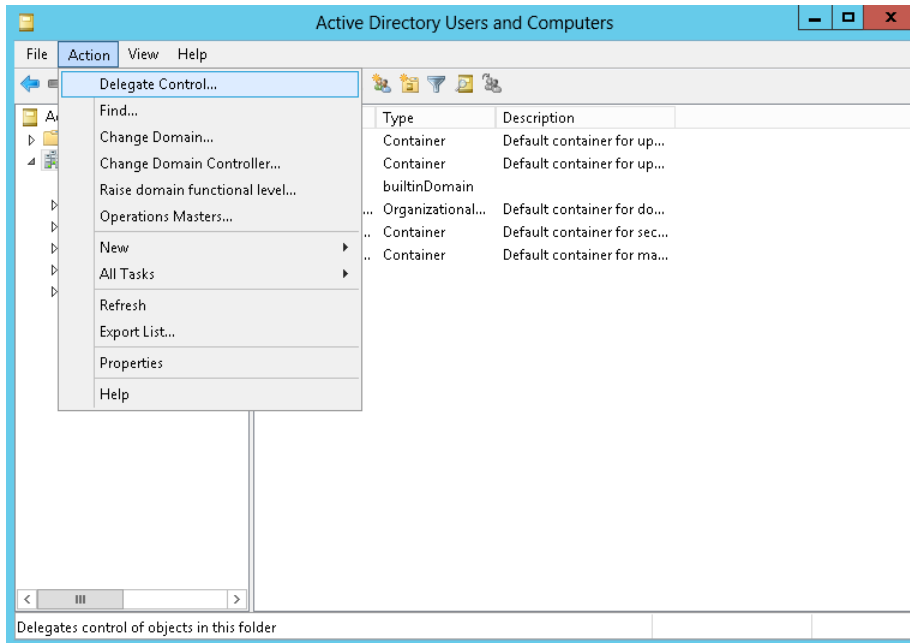 Active Directory Users and Computers
File Action View Help
Delegate Control...
Find...
Change Domain...
Change Domain Controller...
Raise domain functional level...
Operations Masters...
New
All Tasks
Refresh
Export List...
Properties
Help
Type Description
Container Default container for up...
Container Default container for up...
builtinDomain
... Organizational... Default container for do...
.. Container Default container for sec...
.. Container Default container for ma...
Delegates control of objects in this folder